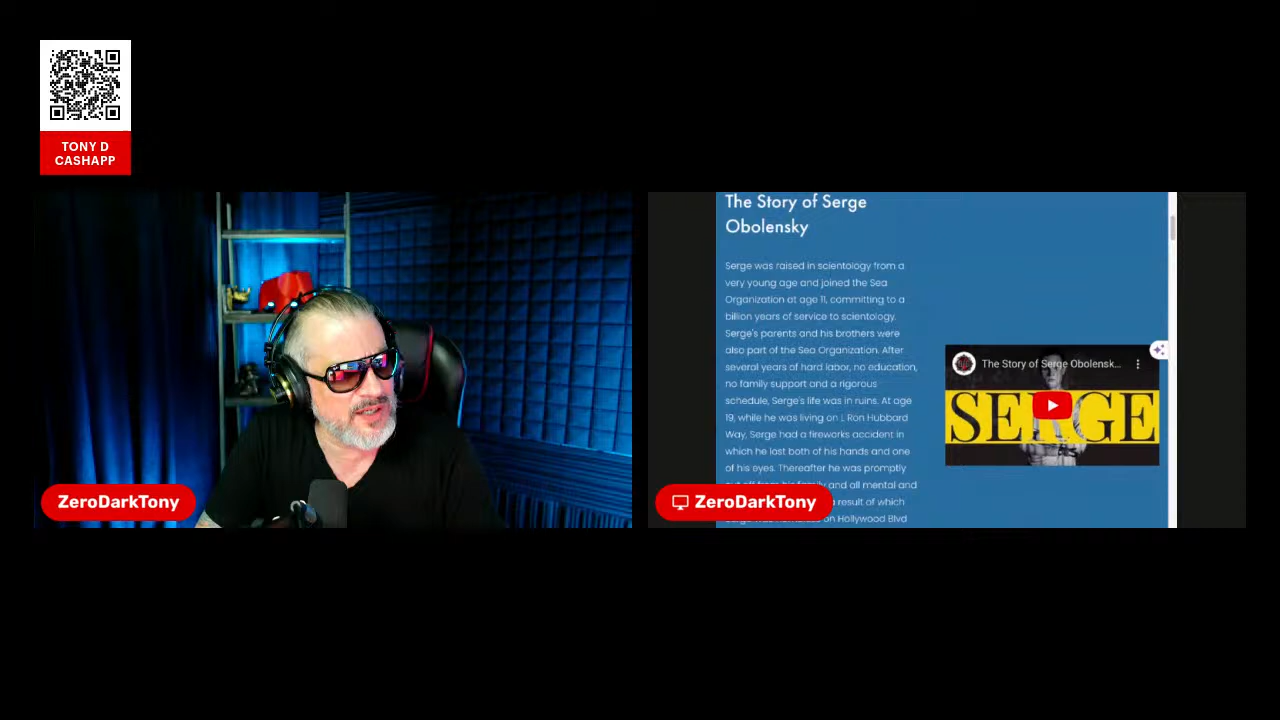 TONY D
CASHAPP
The Story of Serge
Obolensky
Serge was raised in scientology from a
very young age and joined the Sea
Organization at age 11, committing to a
billion years of service to scientology.
Serge's parents and his brothers were
also part of the Sea Organization. After
several years of hard labor, no education,
no family support and a rigorous
schedule, Serge's life was in ruins. At age
19, while he was living on L Ron Hubbard
Way, Serge had a fireworks accident in
which he lost both of his hands and one
of his eyes. Thereafter he was promptly
cut off from his family and all mental and
a result of which
on Hollywood Blvd
The Story of Serge Obolensk...
SERGE
ZeroDarkTony
ZeroDarkTony